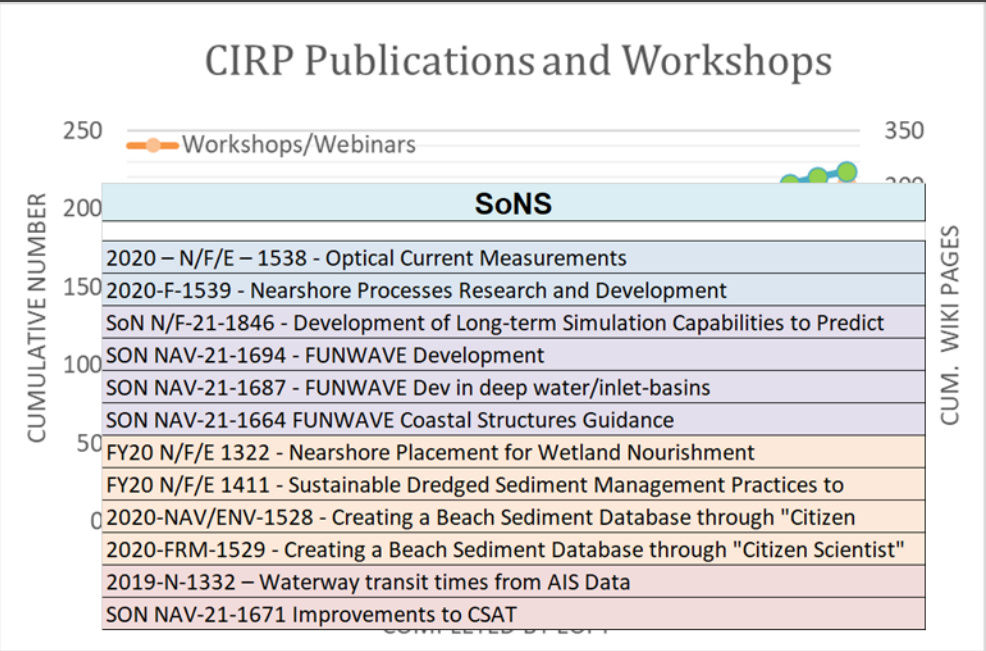 CIRP Publications and Workshops
250
350
Workshops/Webinars
CUMULATIVE NUMBER
200
150
100
50
0
CUM. WIKI PAGES
SoNS
2020 – N/F/E – 1538 - Optical Current Measurements
2020-F-1539 - Nearshore Processes Research and Development
SoN N/F-21-1846 - Development of Long-term Simulation Capabilities to Predict
SON NAV-21-1694 - FUNWAVE Development
SON NAV-21-1687 - FUNWAVE Dev in deep water/inlet-basins
SON NAV-21-1664 FUNWAVE Coastal Structures Guidance
FY20 N/F/E 1322 - Nearshore Placement for Wetland Nourishment
FY20 N/F/E 1411 - Sustainable Dredged Sediment Management Practices to
2020-NAV/ENV-1528 - Creating a Beach Sediment Database through "Citizen
2020-FRM-1529 - Creating a Beach Sediment Database through "Citizen Scientist"
2019-N-1332 – Waterway transit times from AIS Data
SON NAV-21-1671 Improvements to CSAT